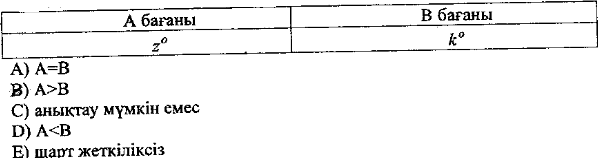 А бағаны В бағаны
z° k°
A) A=B
B) A>B
C) анықтау мүмкін емес
D) A<B
E) шарт жеткіліксіз